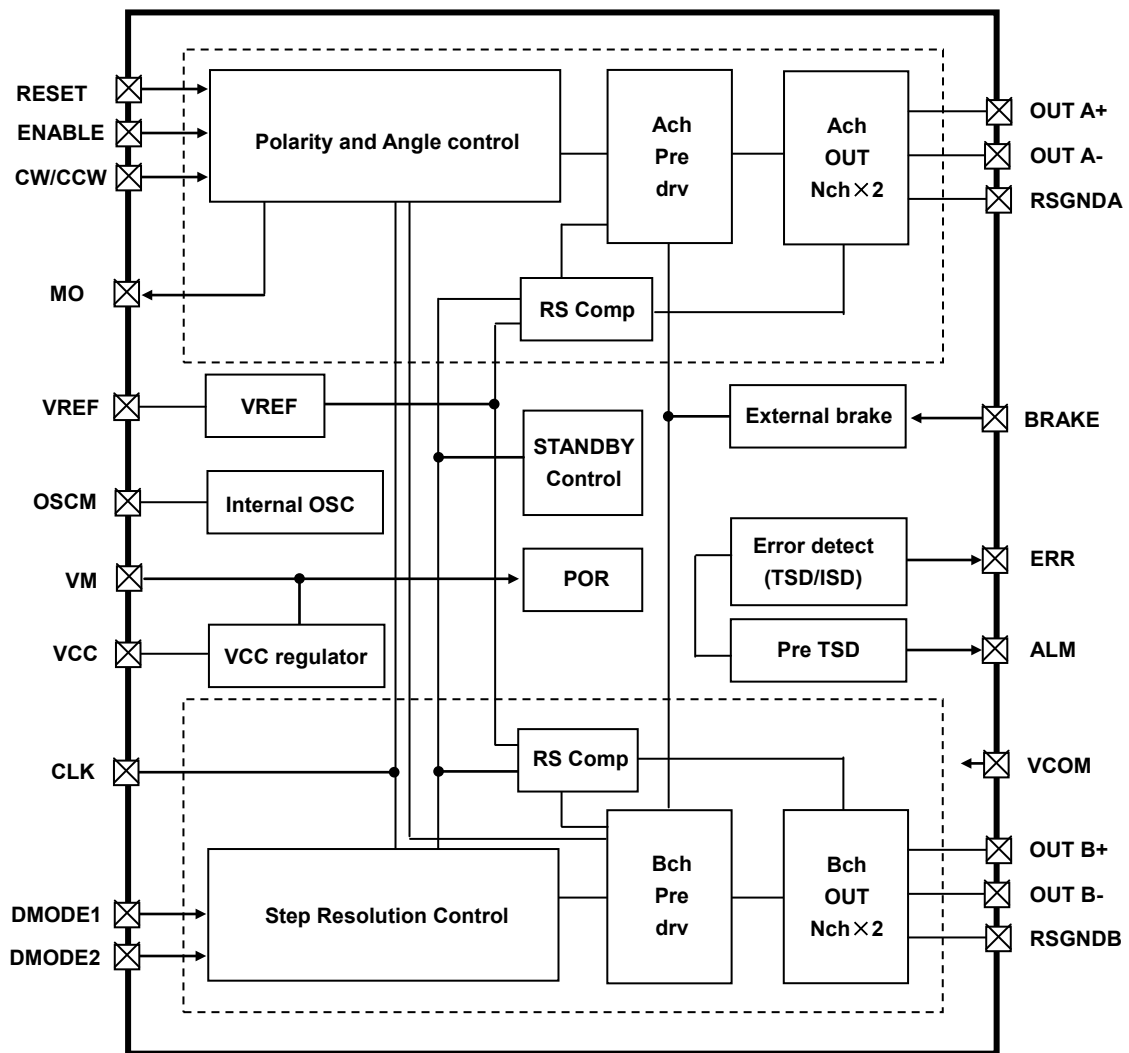 RESET
ENABLE
CW/CCW
MO
VREF
OSCM
VM
VCC
CLK
DMODE1
DMODE2
Polarity and Angle control
Ach
Pre
drv
Ach
OUT
Nch×2
RS Comp
VREF
STANDBY
Control
External brake
Internal OSC
POR
Error detect
(TSD/ISD)
VCC regulator
Pre TSD
RS Comp
Step Resolution Control
Bch
Pre
drv
Bch
OUT
Nch×2
OUT A+
OUT A-
RSGNDA
BRAKE
ERR
ALM
VCOM
OUT B+
OUT B-
RSGNDB